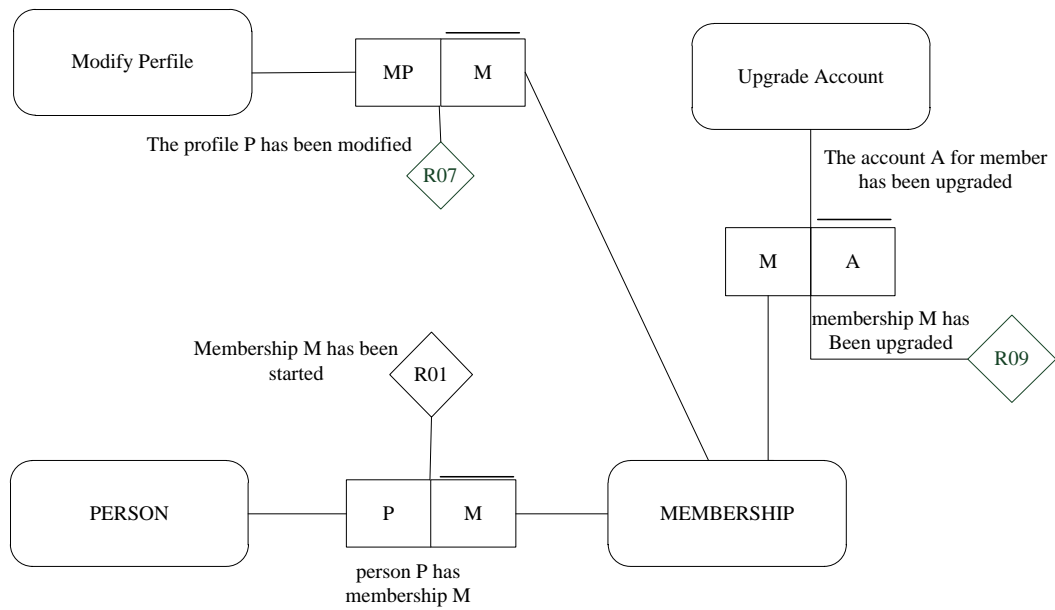 Modify Perfile
MP
M
The profile P has been modified
R07
Upgrade Account
The account A for member
has been upgraded
M
A
membership M has
Been upgraded
R09
Membership M has been
started
R01
PERSON
P
M
person P has
membership M
MEMBERSHIP